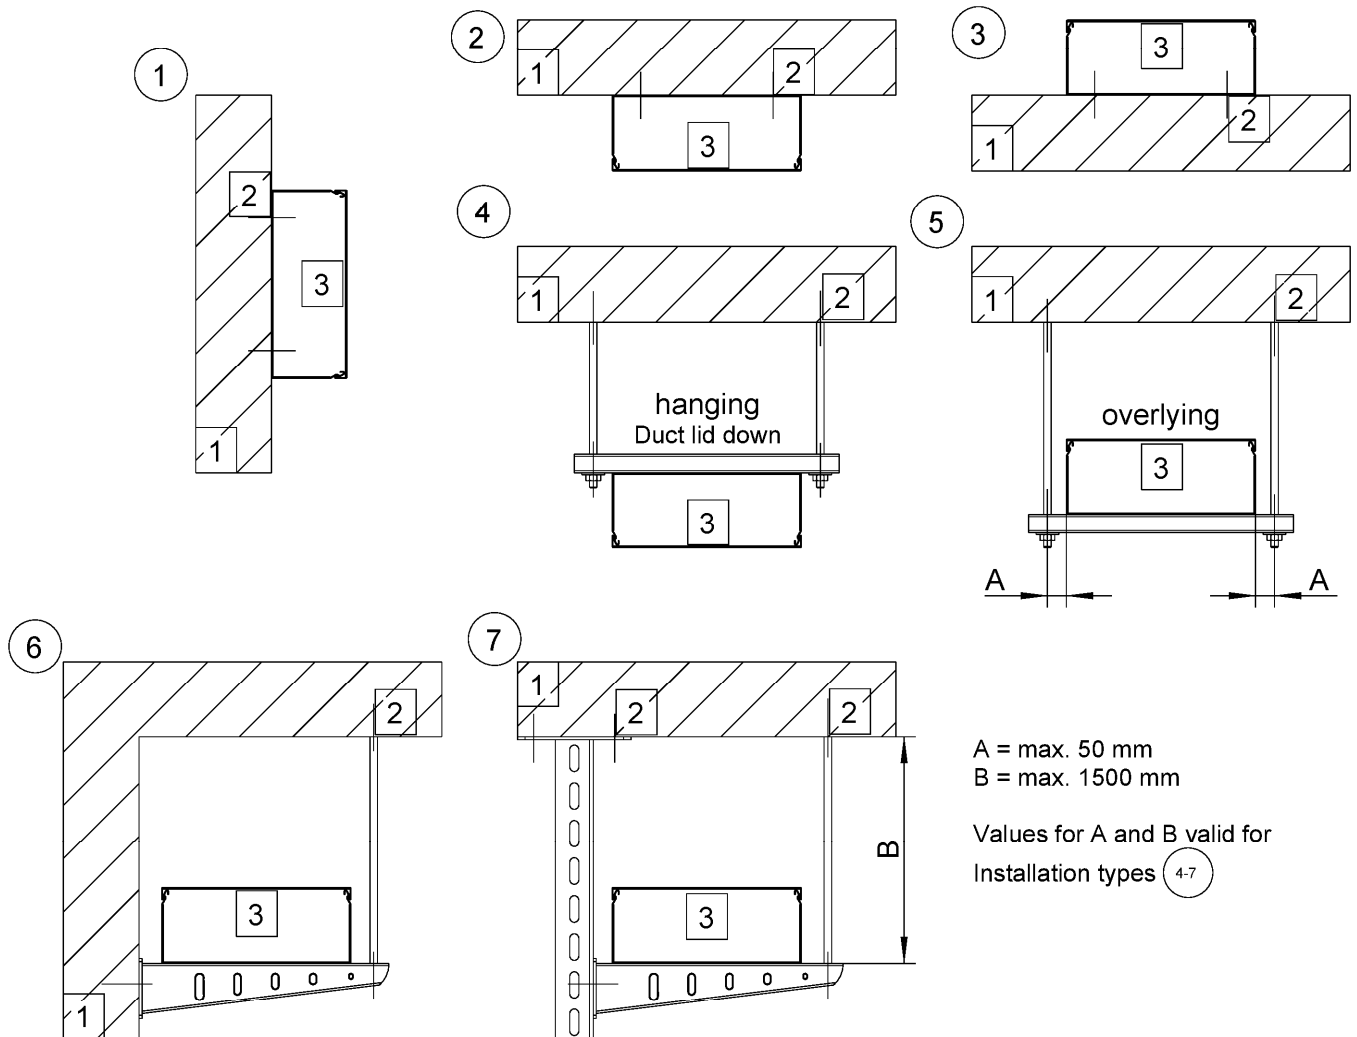 1
2
3
1
2
1
2
3
3
3
2
1
4
1
2
hanging
Duct lid down
3
5
1
2
overlying
3
A
A
6
2
3
1
7
1
2
2
B
3
A = max. 50 mm
B = max. 1500 mm
Values for A and B valid for
Installation types 4-7